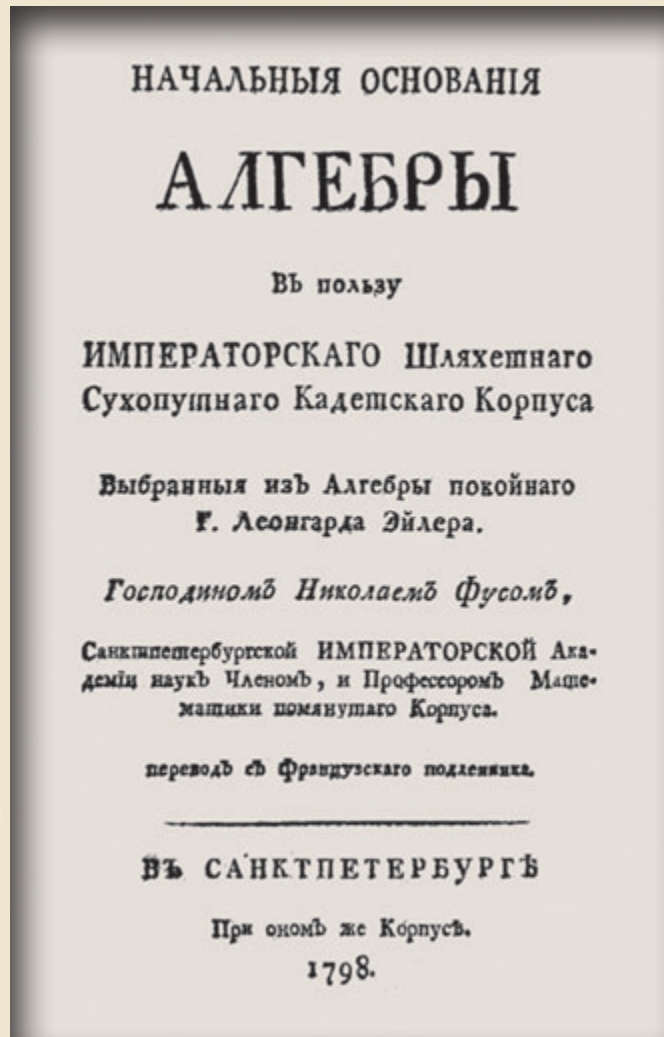 НАЧАЛЬНЫЯ ОСНОВАНІЯ
АЛГЕБРЫ
ВЪ пользу
ИМПЕРАТОРСКАГО Шляхетнаго
Сухопутнаго Кадетскаго Корпуса
Выбранныя изЪ Алгебры покойнаго
Г. Леонгарда Эйлера.
ГосподиномЪ НиколаемЪ ФусомЪ,
Санктпетербургской ИМПЕРАТОРСКОЙ Ака-
деміи наукЪ ЧленомЪ, и ПрофессоромЪ Мате-
матики помянутаго Корпуса.
переводЪ сЪ Французскаго подленника.
ВЪ САНКТПЕТЕРБУРГѢ
При ономЪ же Корпусѣ.
1798.